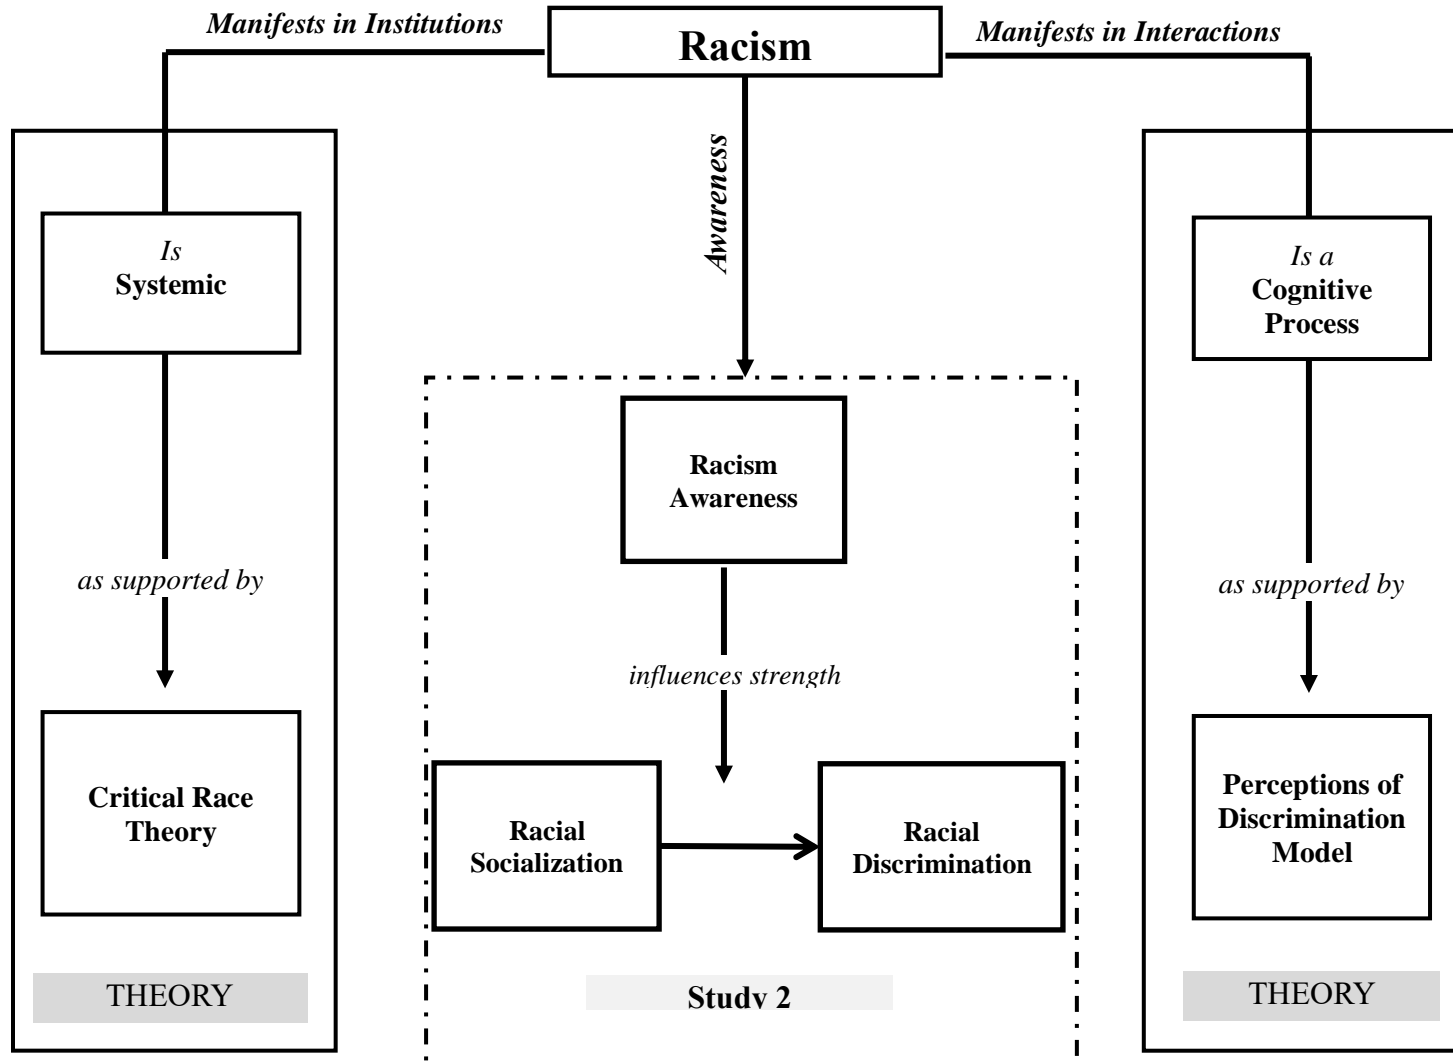 Manifests in Institutions
Racism
Manifests in Interactions
Awareness
Is
Systemic
as supported by
Critical Race
Theory
THEORY
Racism
Awareness
influences strength
Racial
Socialization
Racial
Discrimination
Study 2
Is a
Cognitive
Process
as supported by
Perceptions of
Discrimination
Model
THEORY